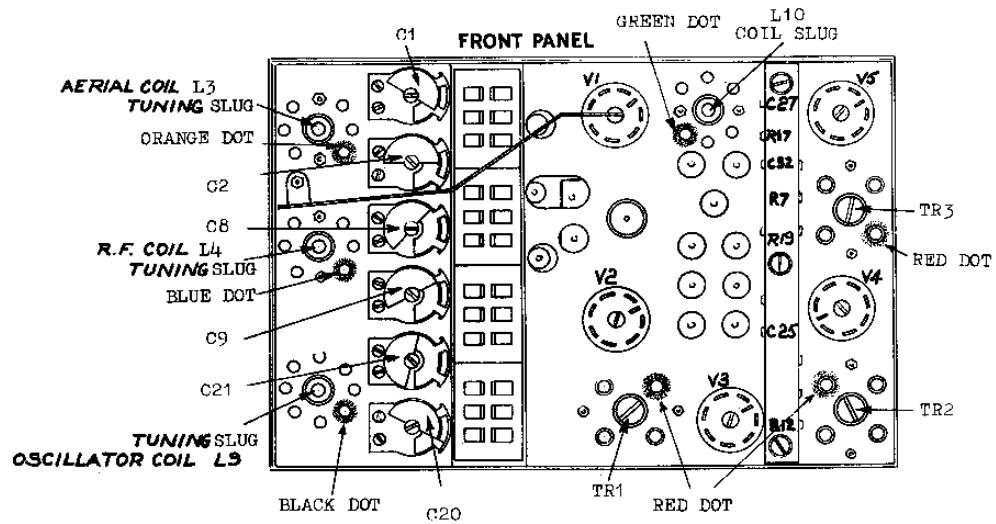 FRONT PANEL
C1
GREEN DOT
L10
COIL SLUG
AERIAL COIL L3
TUNING SLUG
ORANGE DOT
C2
C8
R.F. COIL L4
TUNING SLUG
BLUE DOT
C9
C21
TUNING SLUG
OSCILLATOR COIL L9
BLACK DOT
C20
V1
V5
C27
R17
C32
R7
R19
C25
R12
V2
V4
V3
TR3
RED DOT
TR2
TR1
RED DOT